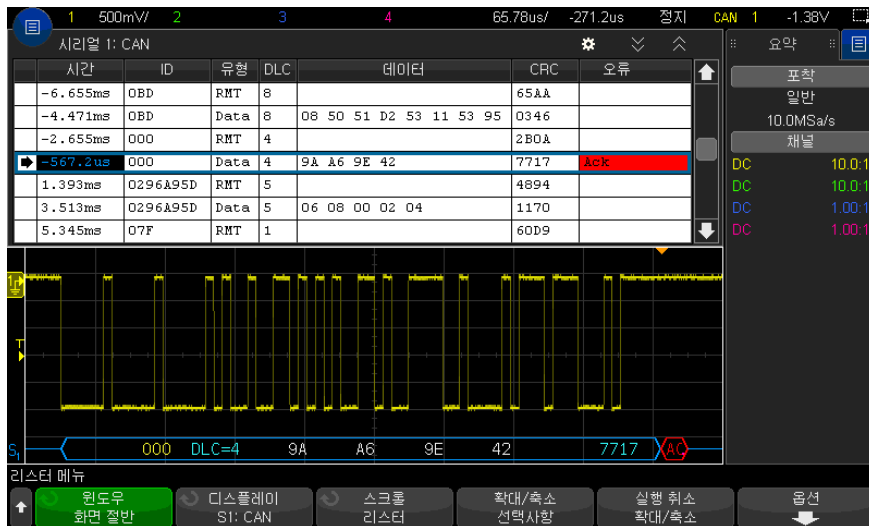 1 500mV/ 2 3 4 65.78us/ -271.2us 정지 CAN 1 -1.38V
시리얼 1: CAN
시간 ID 유형 DLC 데이터 CRC 오류
-6.655ms 0BD RMT 8 65AA
-4.471ms 0BD Data 8 08 50 51 D2 53 11 53 95 0346
-2.655ms 000 RMT 4 2B0A
-567.2us 000 Data 4 9A A6 9E 42 7717 Ack
1.393ms 0296A95D RMT 5 4894
3.513ms 0296A95D Data 5 06 08 00 02 04 1170
5.345ms 07F RMT 1 60D9
요약
포착
일반
10.0MSa/s
채널
DC 10.0:1
DC 10.0:1
DC 1.00:1
DC 1.00:1
1
T
S1 000 DLC=4 9A A6 9E 42 7717 AC
리스터 메뉴
윈도우
화면 절반
디스플레이
S1: CAN
스크롤
리스터
확대/축소
선택사항
실행 취소
확대/축소
옵션